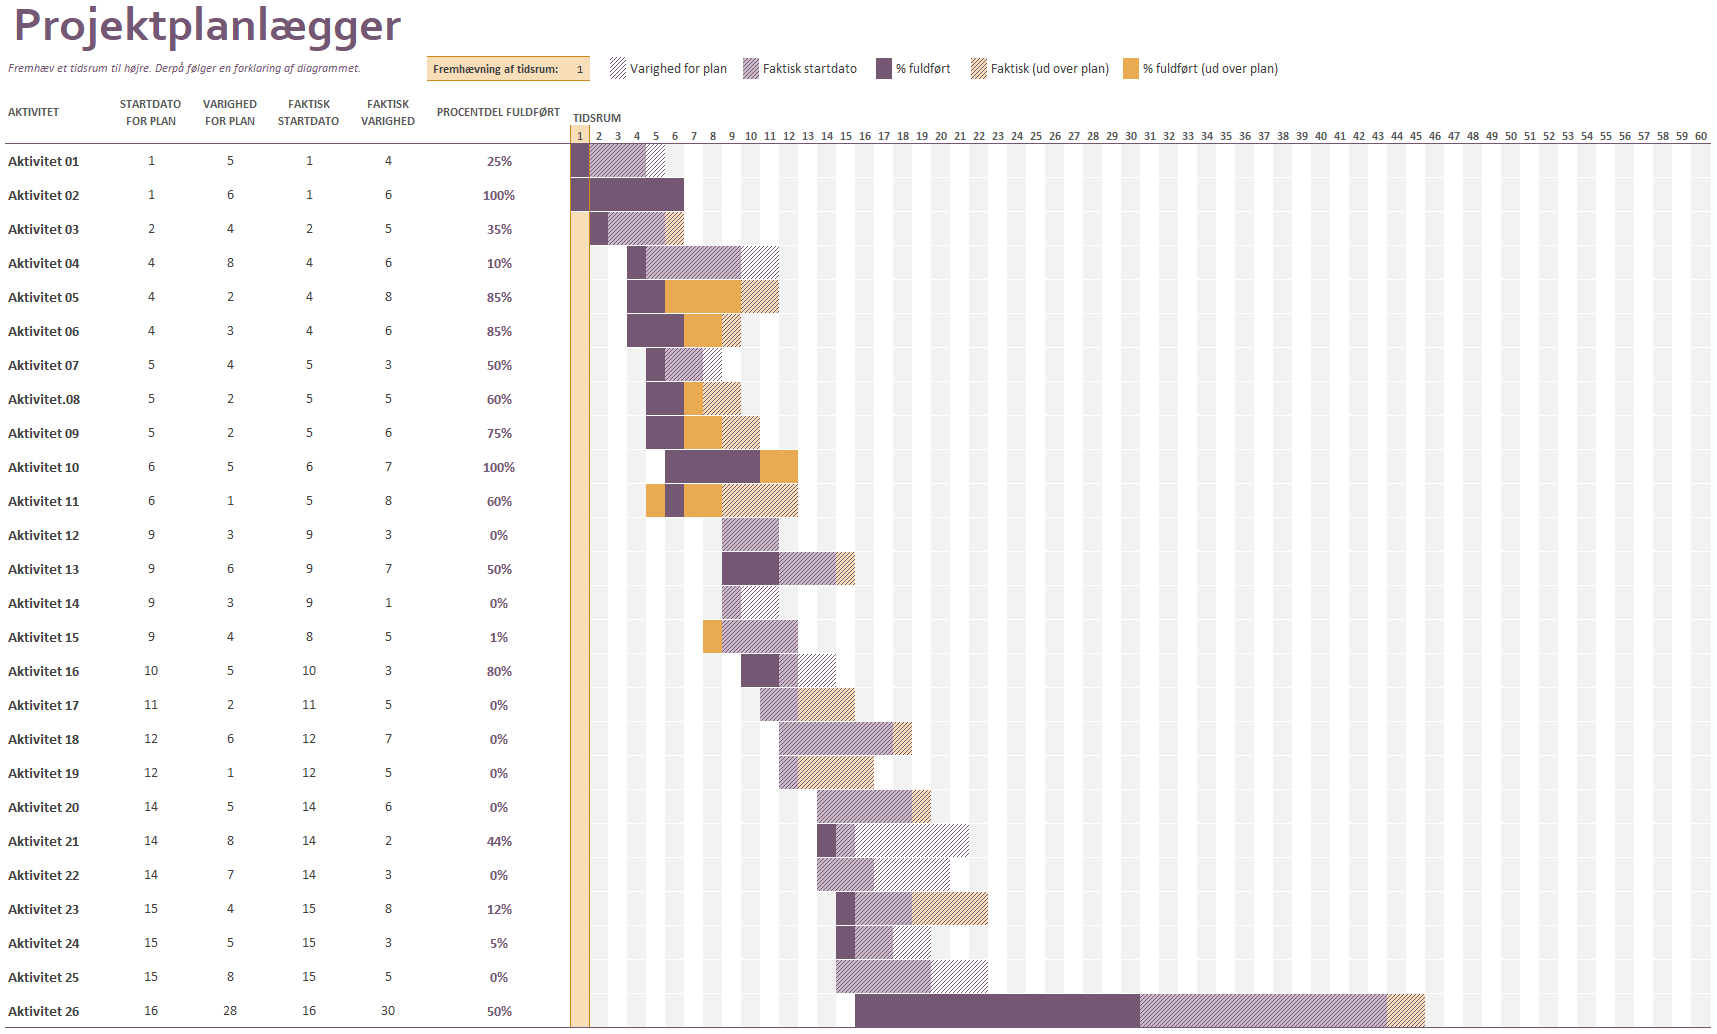 Projektplanlægger
Fremhæv et tidsrum til højre. Derpå følger en forklaring af diagrammet.
Fremhævning af tidsrum: 1
Varighed for plan
Faktisk startdato
% fuldført
Faktisk (ud over plan)
% fuldført (ud over plan)
AKTIVITET
STARTDATO FOR PLAN
VARIGHED FOR PLAN
FAKTISK STARTDATO
FAKTISK VARIGHED
PROCENTDEL FULDFØRT
TIDSRUM
1 2 3 4 5 6 7 8 9 10 11 12 13 14 15 16 17 18 19 20 21 22 23 24 25 26 27 28 29 30 31 32 33 34 35 36 37 38 39 40 41 42 43 44 45 46 47 48 49 50 51 52 53 54 55 56 57 58 59 60
Aktivitet 01 1 5 1 4 25%
Aktivitet 02 1 6 1 6 100%
Aktivitet 03 2 4 2 5 35%
Aktivitet 04 4 8 4 6 10%
Aktivitet 05 4 2 4 8 85%
Aktivitet 06 4 3 4 6 85%
Aktivitet 07 5 4 5 3 50%
Aktivitet.08 5 2 5 5 60%
Aktivitet 09 5 2 5 6 75%
Aktivitet 10 6 5 6 7 100%
Aktivitet 11 6 1 5 8 60%
Aktivitet 12 9 3 9 3 0%
Aktivitet 13 9 6 9 7 50%
Aktivitet 14 9 3 9 1 0%
Aktivitet 15 9 4 8 5 1%
Aktivitet 16 10 5 10 3 80%
Aktivitet 17 11 2 11 5 0%
Aktivitet 18 12 6 12 7 0%
Aktivitet 19 12 1 12 5 0%
Aktivitet 20 14 5 14 6 0%
Aktivitet 21 14 8 14 2 44%
Aktivitet 22 14 7 14 3 0%
Aktivitet 23 15 4 15 8 12%
Aktivitet 24 15 5 15 3 5%
Aktivitet 25 15 8 15 5 0%
Aktivitet 26 16 28 16 30 50%